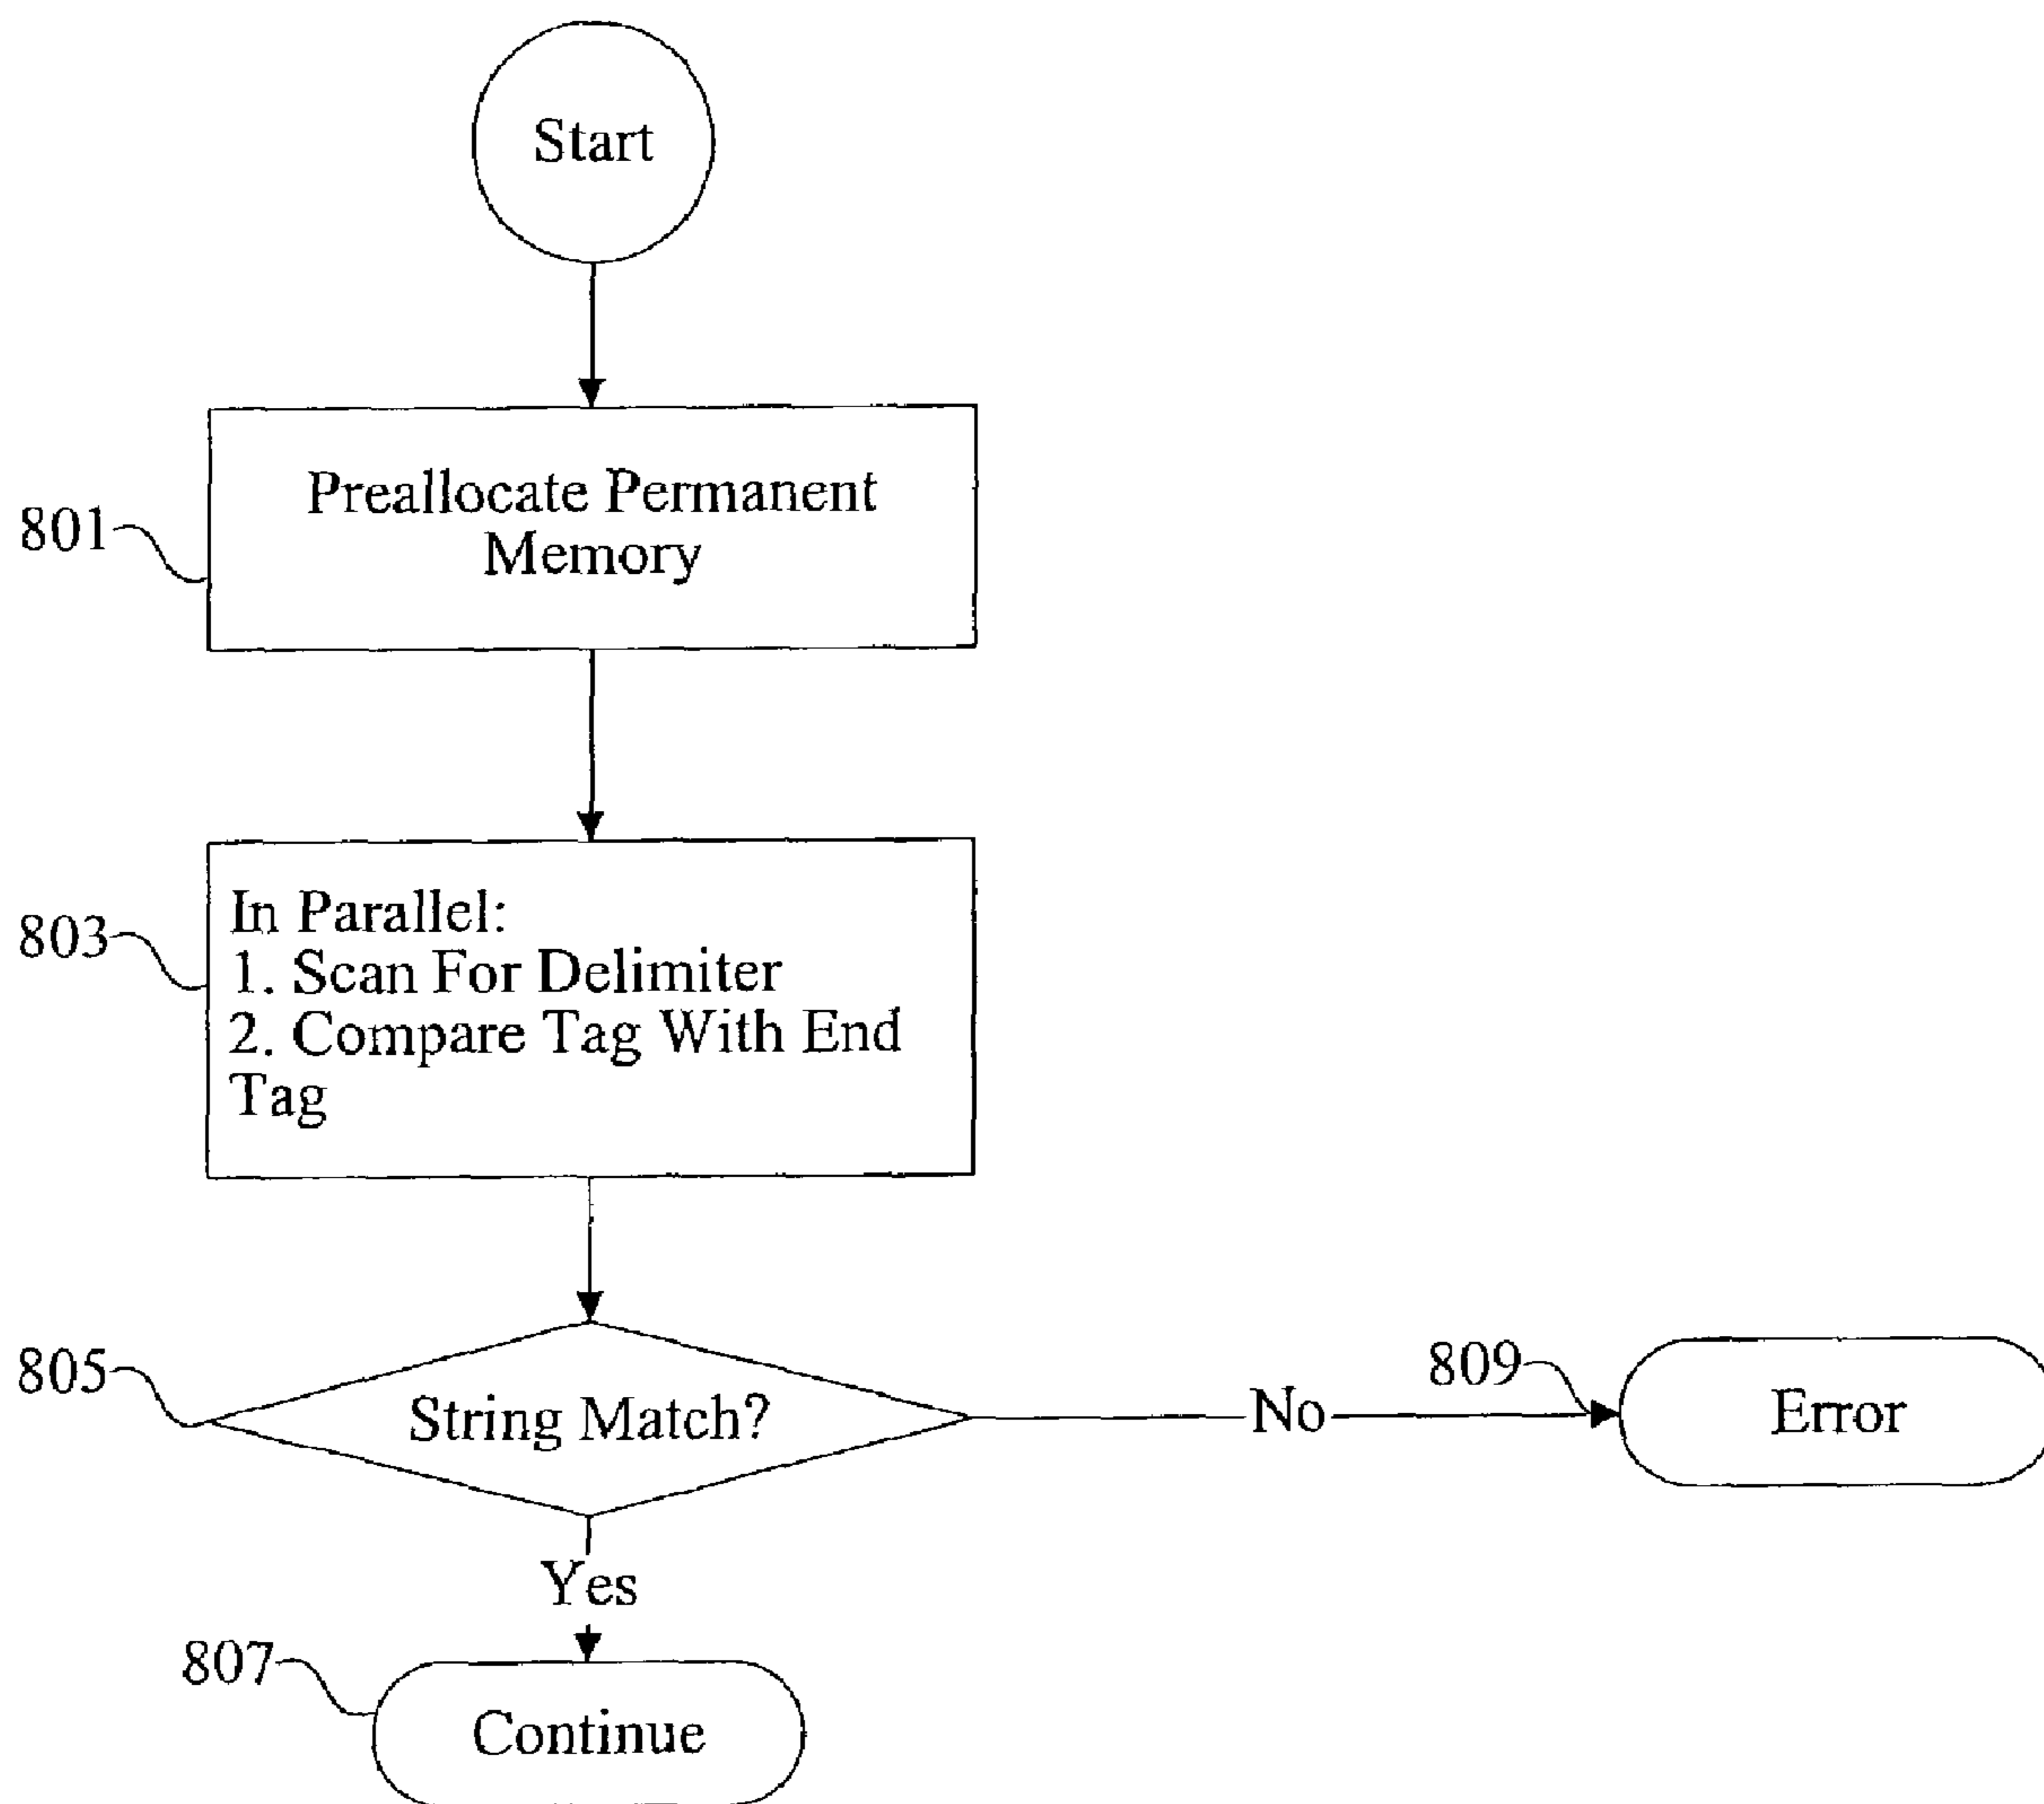 Start
801
Preallocate Permanent
Memory
803
In Parallel:
1. Scan For Delimiter
2. Compare Tag With End
Tag
805
String Match?
No
809
Error
Yes
807
Continue